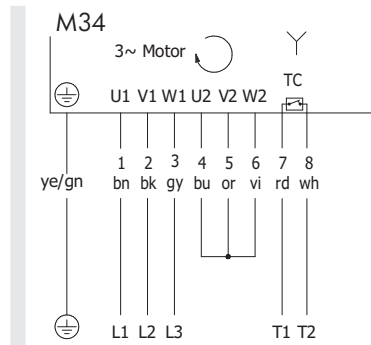 M34
3~ Motor
TC
U1 V1 W1 U2 V2 W2
1 2 3 4 5 6 7 8
ye/gn bn bk gy bu or vi rd wh
L1 L2 L3 T1 T2